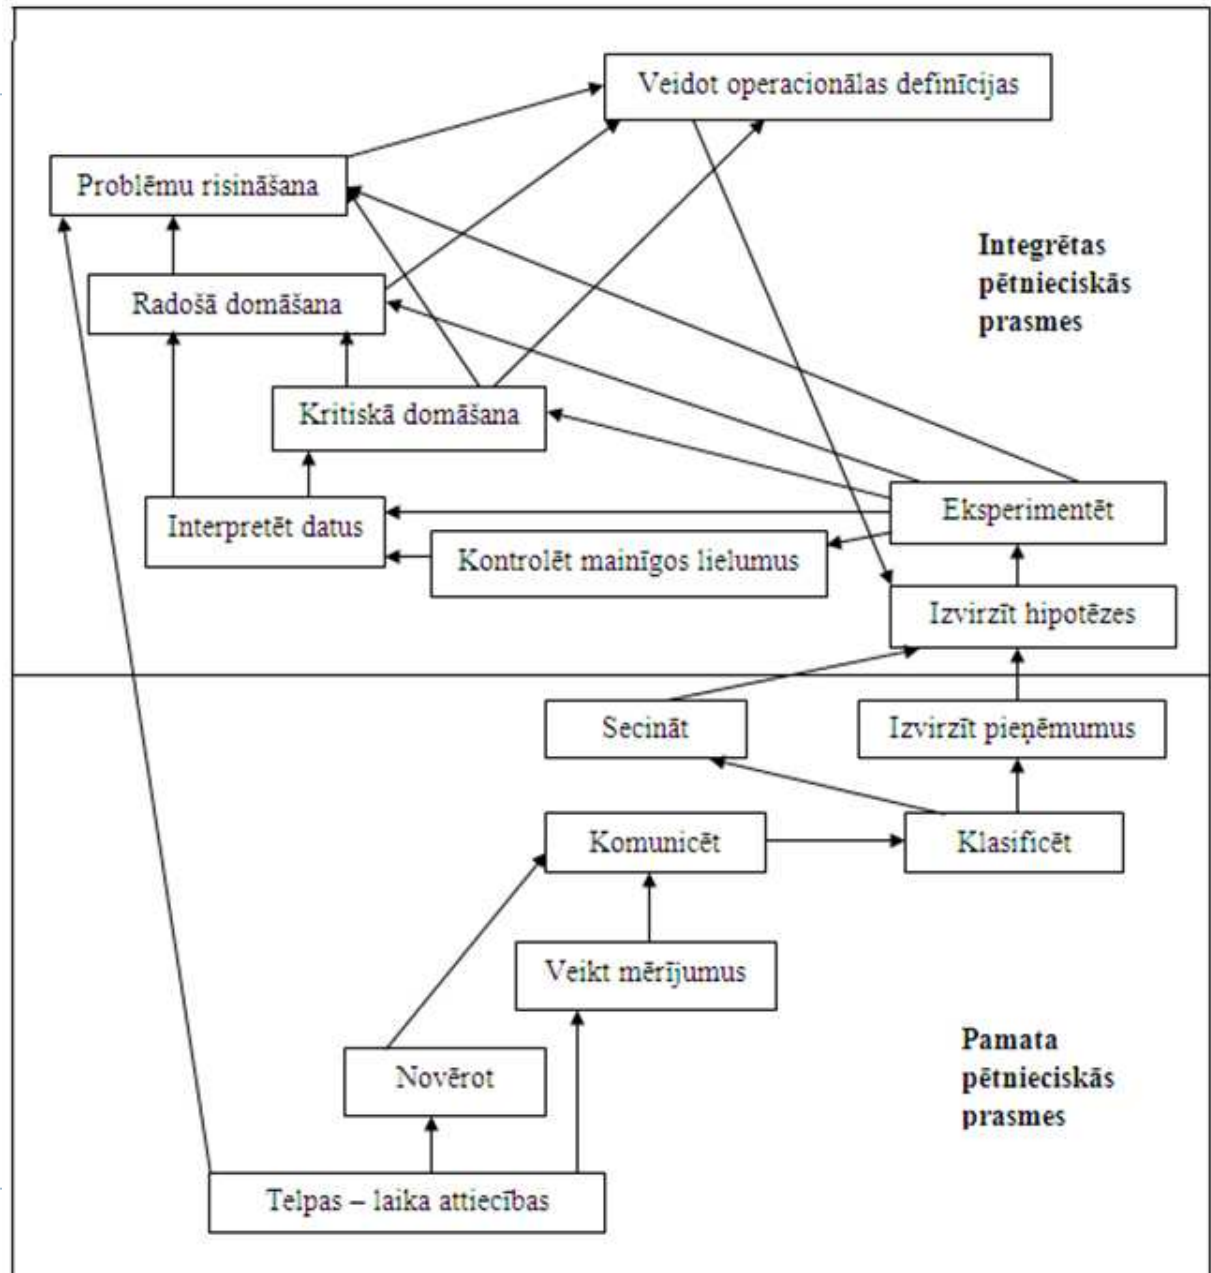 Veidot operacionālas definīcijas
Problēmu risināšana
Integrētas
pētnieciskās
prasmes
Radošā domāšana
Kritiskā domāšana
Eksperimentēt
Interpretēt datus
Kontrolēt mainīgos lielumus
Izvirzīt hipotēzes
Secināt
Izvirzīt pieņēmumus
Komunicēt
Klasificēt
Veikt mērījumus
Pamata
pētnieciskās
prasmes
Novērot
Telpas – laika attiecības